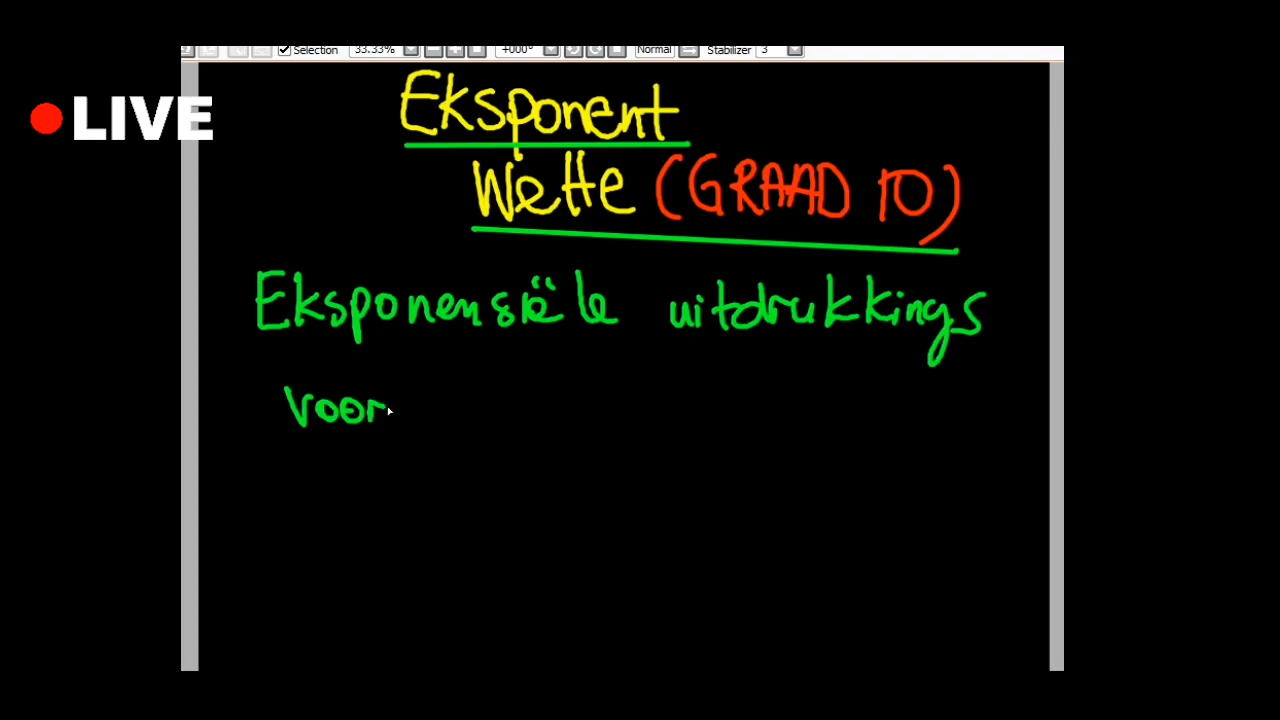 Selection 33.33% +000° Normal Stabilizer 3
LIVE
Eksponent
Wette (GRAAD 10)
Eksponensiële uitdrukkings
voor